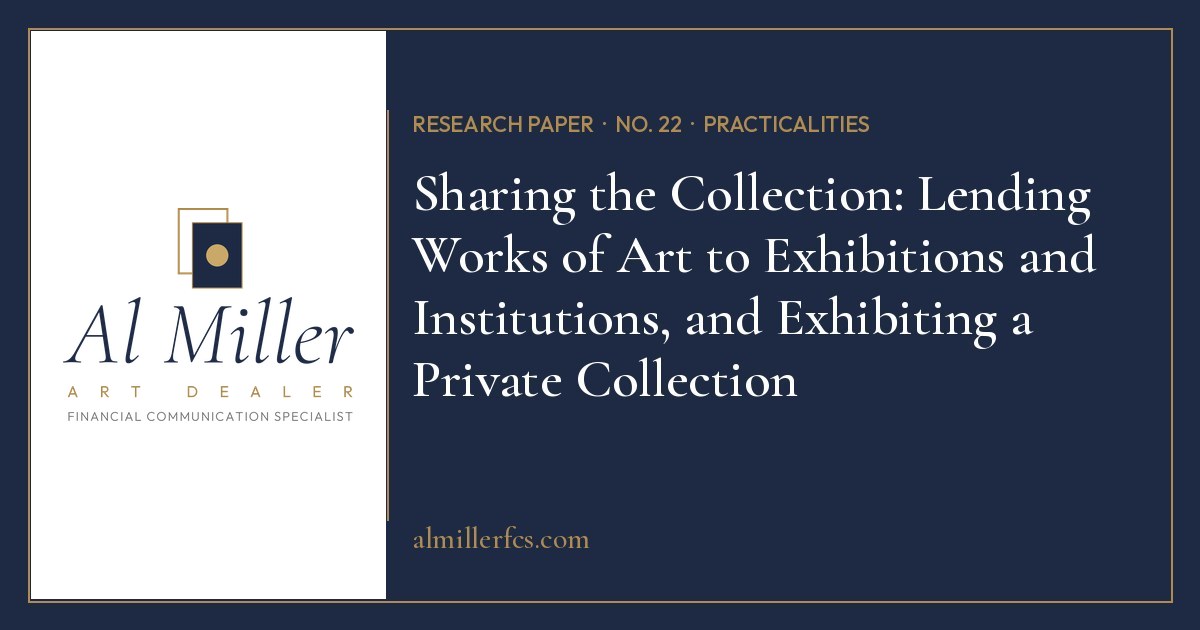 Al Miller
ART DEALER
FINANCIAL COMMUNICATION SPECIALIST
RESEARCH PAPER · NO. 22 · PRACTICALITIES
Sharing the Collection: Lending
Works of Art to Exhibitions and
Institutions, and Exhibiting a
Private Collection
almillerfcs.com